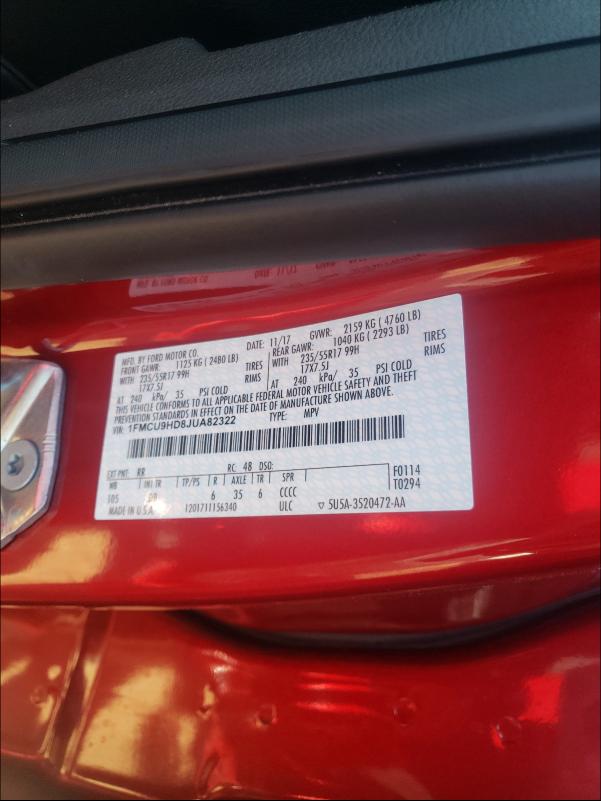 MFD. BY FORD MOTOR CO.
DATE: 11/17 GVWR: 2159 KG ( 4760 LB)
FRONT GAWR: 1125 KG ( 2480 LB) REAR GAWR: 1040 KG ( 2293 LB)
WITH 235/55R17 99H TIRES WITH 235/55R17 99H TIRES
17X7.5J RIMS 17X7.5J RIMS
AT 240 kPa/ 35 PSI COLD AT 240 kPa/ 35 PSI COLD
THIS VEHICLE CONFORMS TO ALL APPLICABLE FEDERAL MOTOR VEHICLE SAFETY AND THEFT
PREVENTION STANDARDS IN EFFECT ON THE DATE OF MANUFACTURE SHOWN ABOVE.
VIN: 1FMCU9HD8JUA82322 TYPE: MPV
EXT PNT: RR RC: 48 DSO: F0114
WB INT TR TP/PS R AXLE TR SPR T0294
105 6 35 6 CCCC
MADE IN U.S.A. 1201711156340 ULC ▽ 5U5A-3520472-AA